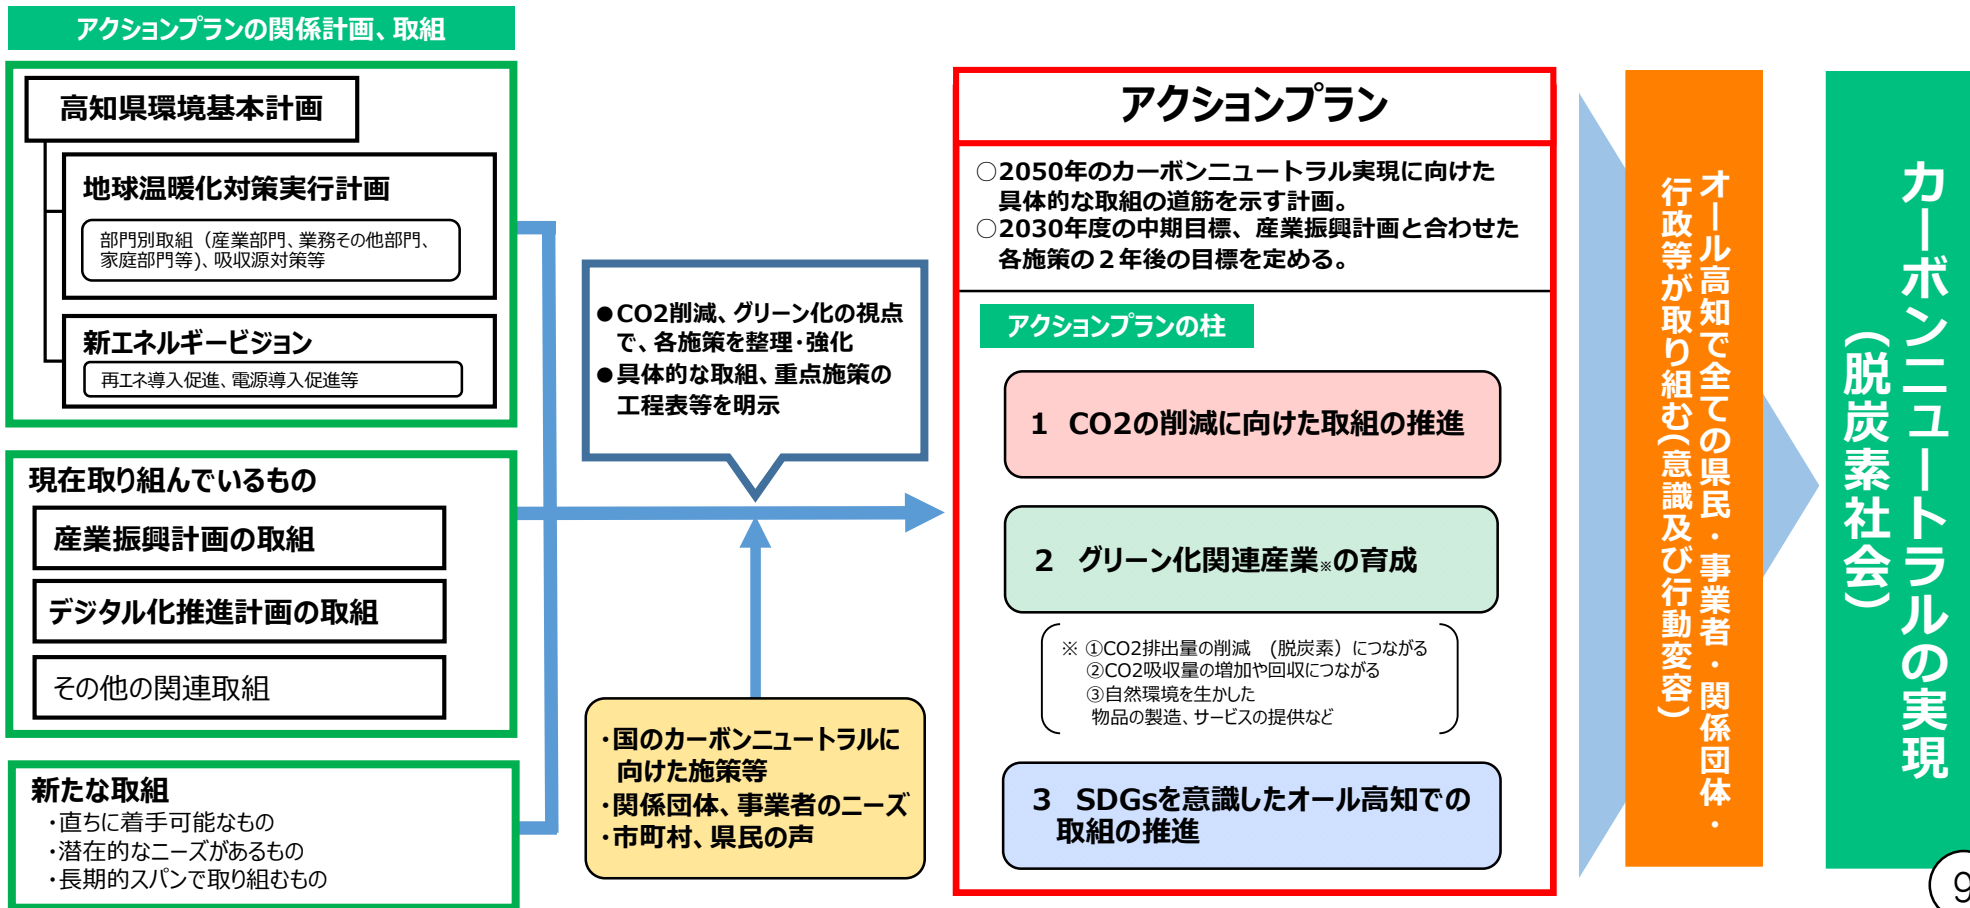 アクションプランの関係計画、取組
高知県環境基本計画
地球温暖化対策実行計画
部門別取組（産業部門、業務その他部門、
家庭部門等)、吸収源対策等
新エネルギービジョン
再エネ導入促進、電源導入促進等
現在取り組んでいるもの
産業振興計画の取組
デジタル化推進計画の取組
その他の関連取組
新たな取組
・直ちに着手可能なもの
・潜在的なニーズがあるもの
・長期的スパンで取り組むもの
●CO2削減、グリーン化の視点
で、各施策を整理・強化
●具体的な取組、重点施策の
工程表等を明示
・国のカーボンニュートラルに
向けた施策等
・関係団体、事業者のニーズ
・市町村、県民の声
アクションプラン
○2050年のカーボンニュートラル実現に向けた
具体的な取組の道筋を示す計画。
○2030年度の中期目標、産業振興計画と合わせた
各施策の２年後の目標を定める。
アクションプランの柱
1 CO2の削減に向けた取組の推進
2 グリーン化関連産業※の育成
※ ①CO2排出量の削減　(脱炭素）につながる
②CO2吸収量の増加や回収につながる
③自然環境を生かした
物品の製造、サービスの提供など
3 SDGsを意識したオール高知での
取組の推進
オール高知で全ての県民・事業者・関係団体・
行政等が取り組む(意識及び行動変容)
カーボンニュートラルの実現
（脱炭素社会）
9